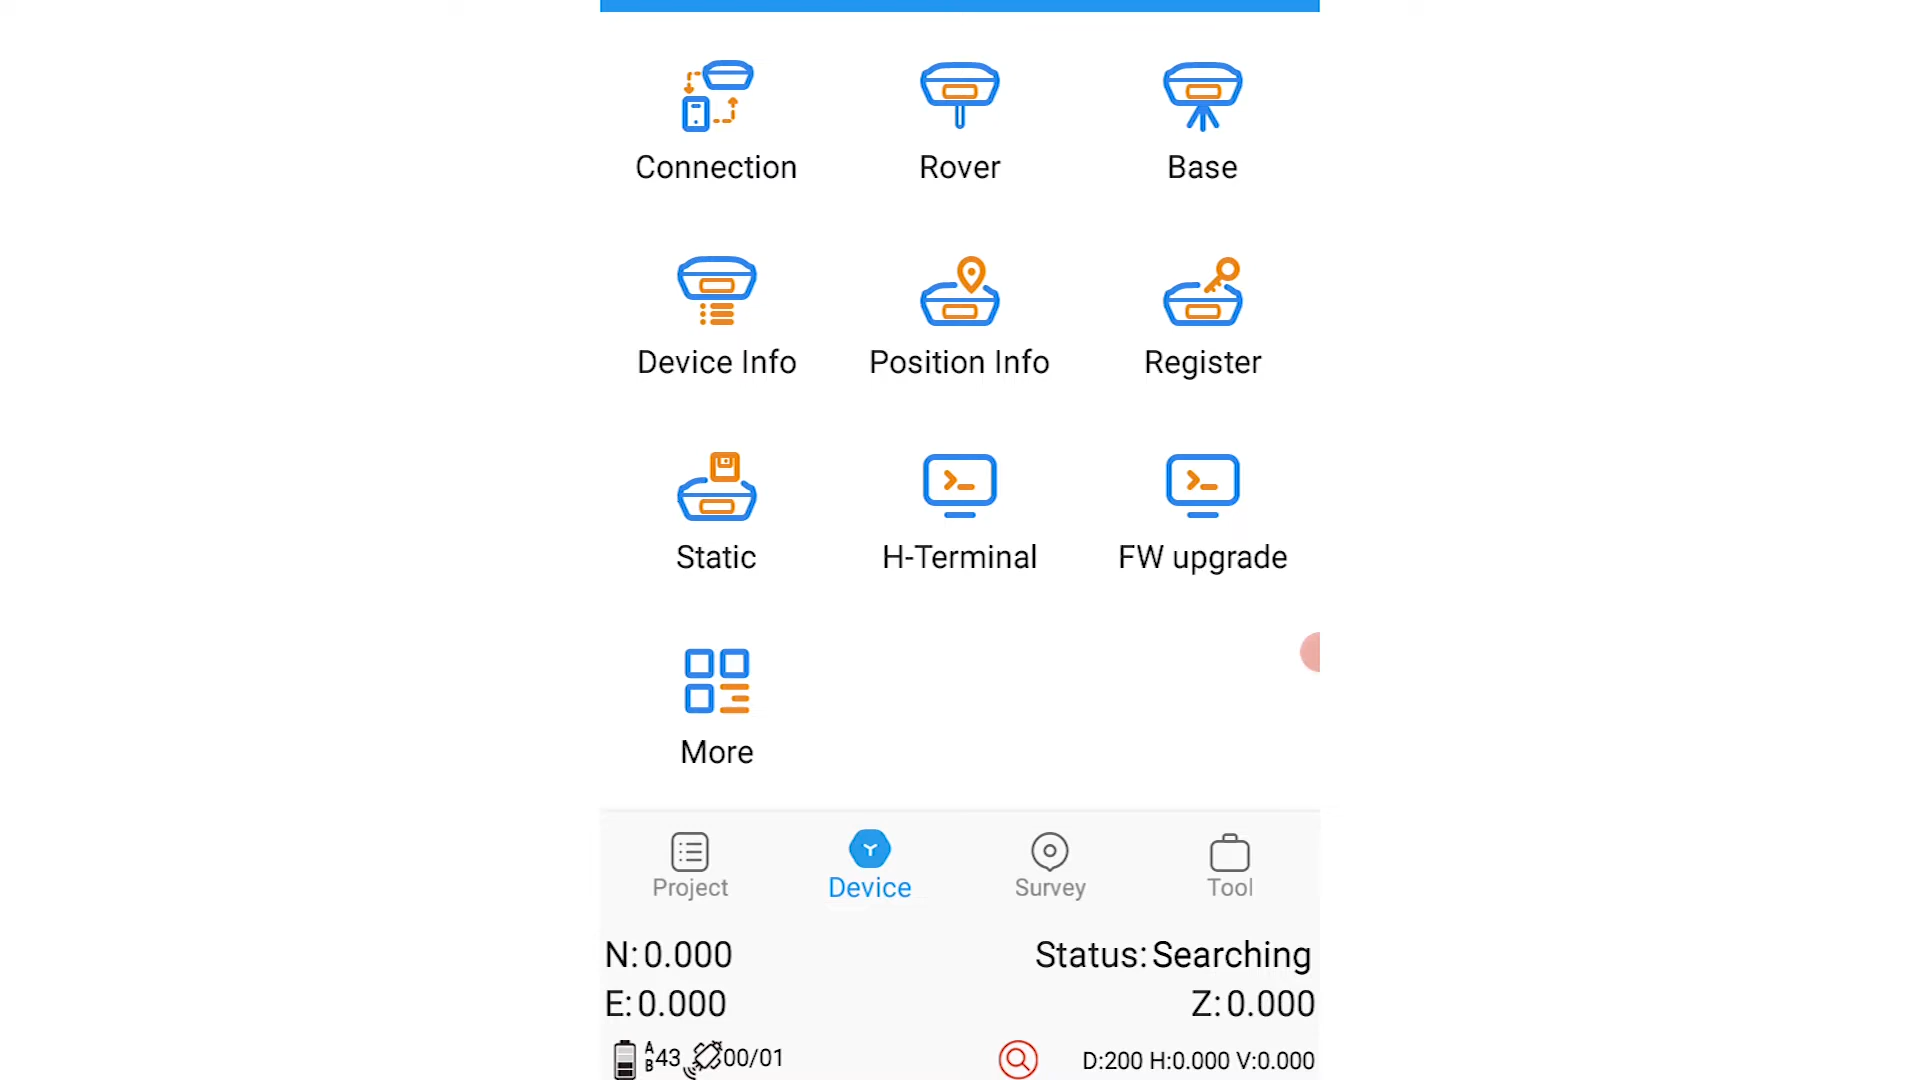 Connection Rover Base
Device Info Position Info Register
Static H-Terminal FW upgrade
More
Project Device Survey Tool
N:0.000 Status:Searching
E:0.000 Z:0.000
A B 43 00/01 D:200 H:0.000 V:0.000